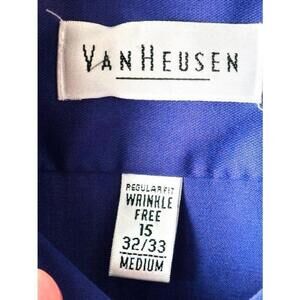 VAN HEUSEN
REGULAR FIT
WRINKLE
FREE
15
32/33
MEDIUM